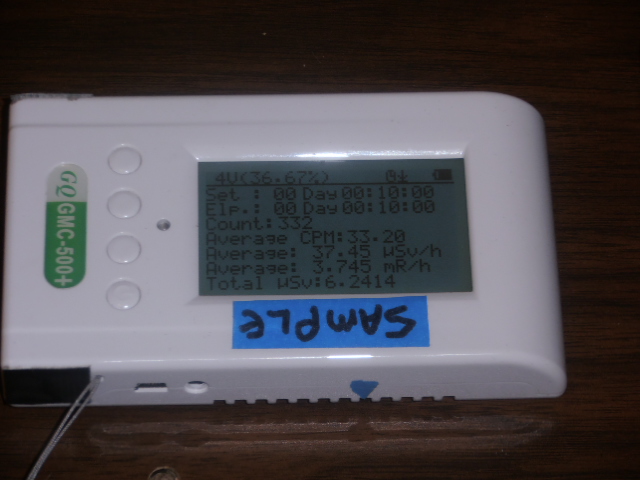 4V(36.67%)
Set : 00 Day 00:10:00
Elp.: 00 Day 00:10:00
Count:332
Average CPM:33.20
Average: 37.45 µSv/h
Average: 3.745 mR/h
Total µSv:6.2414
GQ GMC-500+
SAMPLE